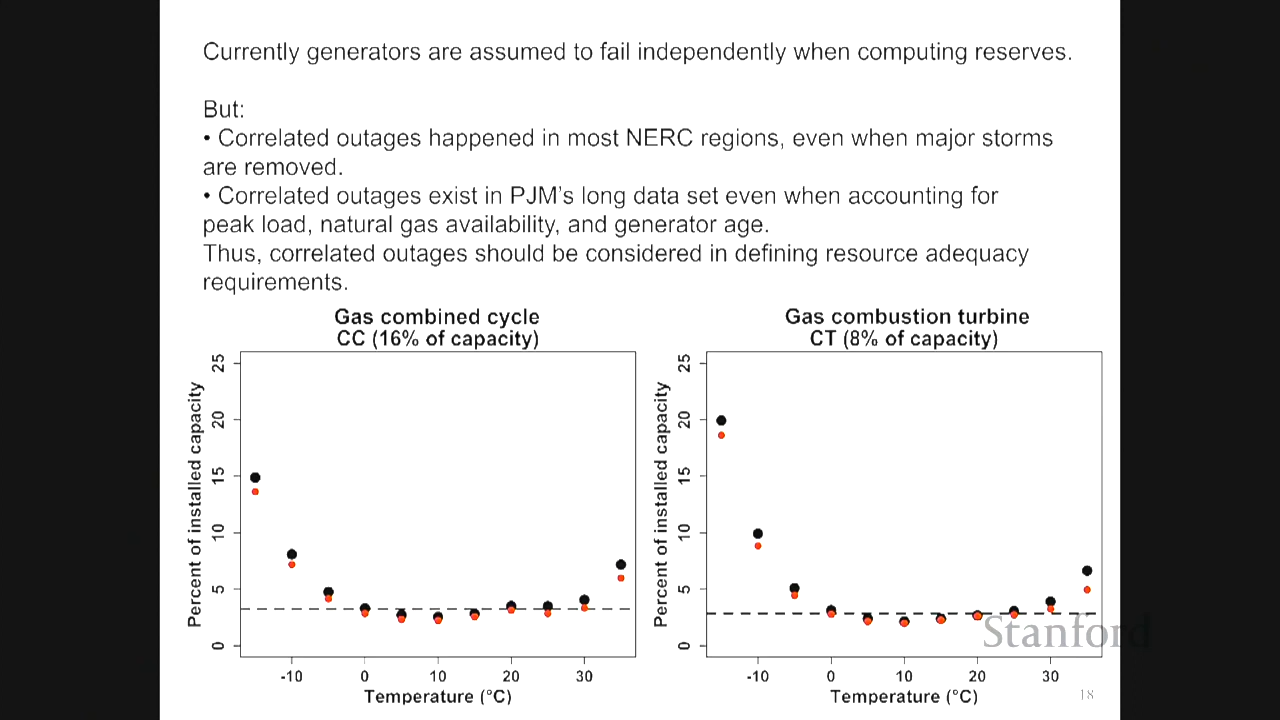 Currently generators are assumed to fail independently when computing reserves.
But:
• Correlated outages happened in most NERC regions, even when major storms
are removed.
• Correlated outages exist in PJM's long data set even when accounting for
peak load, natural gas availability, and generator age.
Thus, correlated outages should be considered in defining resource adequacy
requirements.
Gas combined cycle
CC (16% of capacity)
Percent of installed capacity
25
20
15
10
5
0
-10
0
10
20
30
Temperature (°C)
Gas combustion turbine
CT (8% of capacity)
Percent of installed capacity
25
20
15
10
5
0
-10
0
10
20
30
Temperature (°C)
Stanford
18